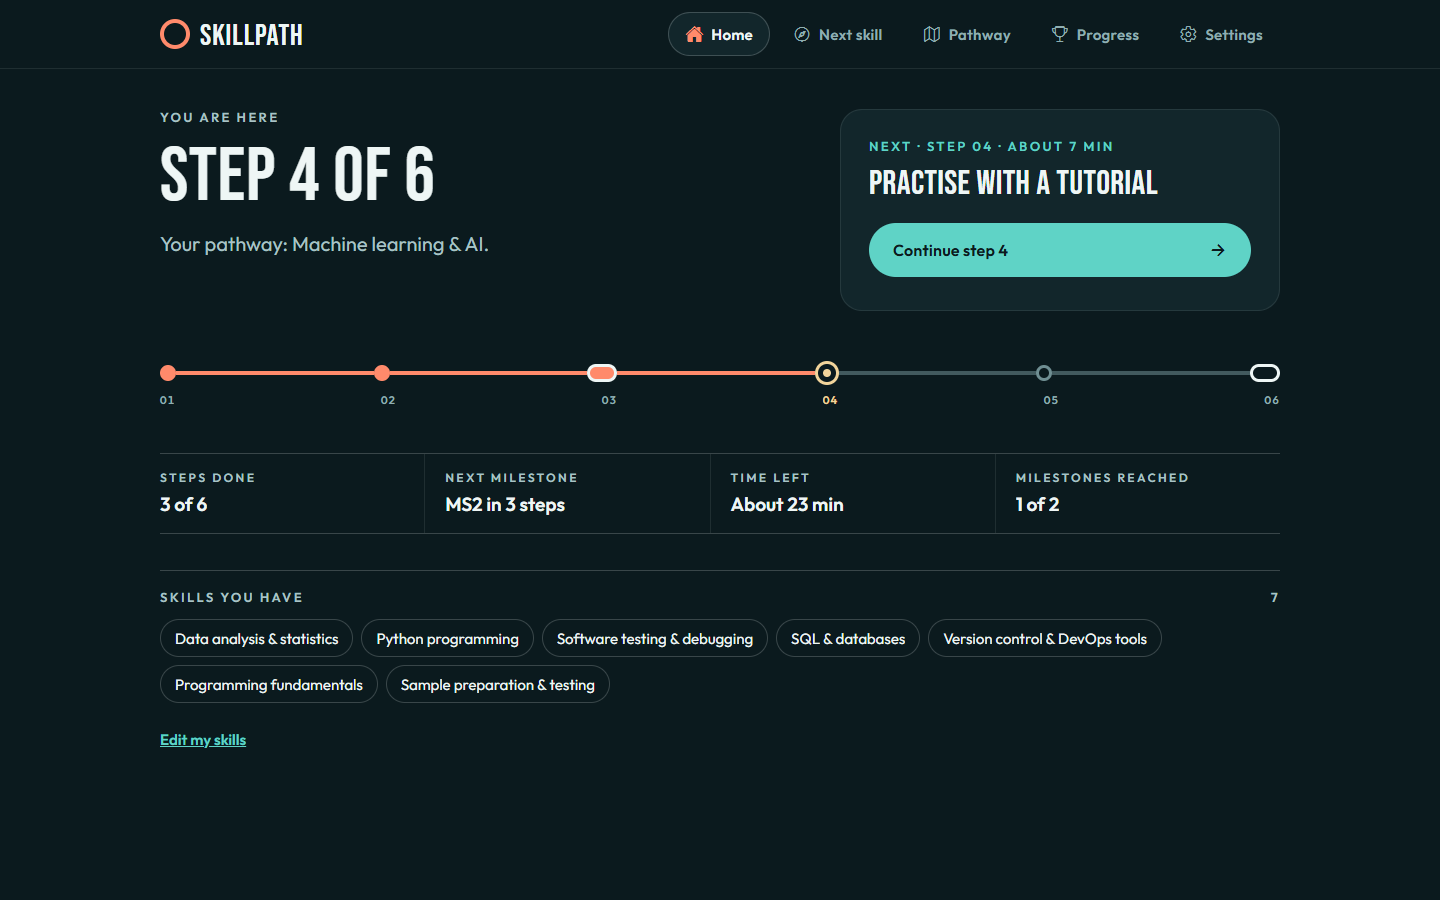 SKILLPATH
Home
Next skill
Pathway
Progress
Settings
YOU ARE HERE
STEP 4 OF 6
Your pathway: Machine learning & AI.
NEXT · STEP 04 · ABOUT 7 MIN
PRACTISE WITH A TUTORIAL
Continue step 4
01
02
03
04
05
06
STEPS DONE
3 of 6
NEXT MILESTONE
MS2 in 3 steps
TIME LEFT
About 23 min
MILESTONES REACHED
1 of 2
SKILLS YOU HAVE
7
Data analysis & statistics
Python programming
Software testing & debugging
SQL & databases
Version control & DevOps tools
Programming fundamentals
Sample preparation & testing
Edit my skills